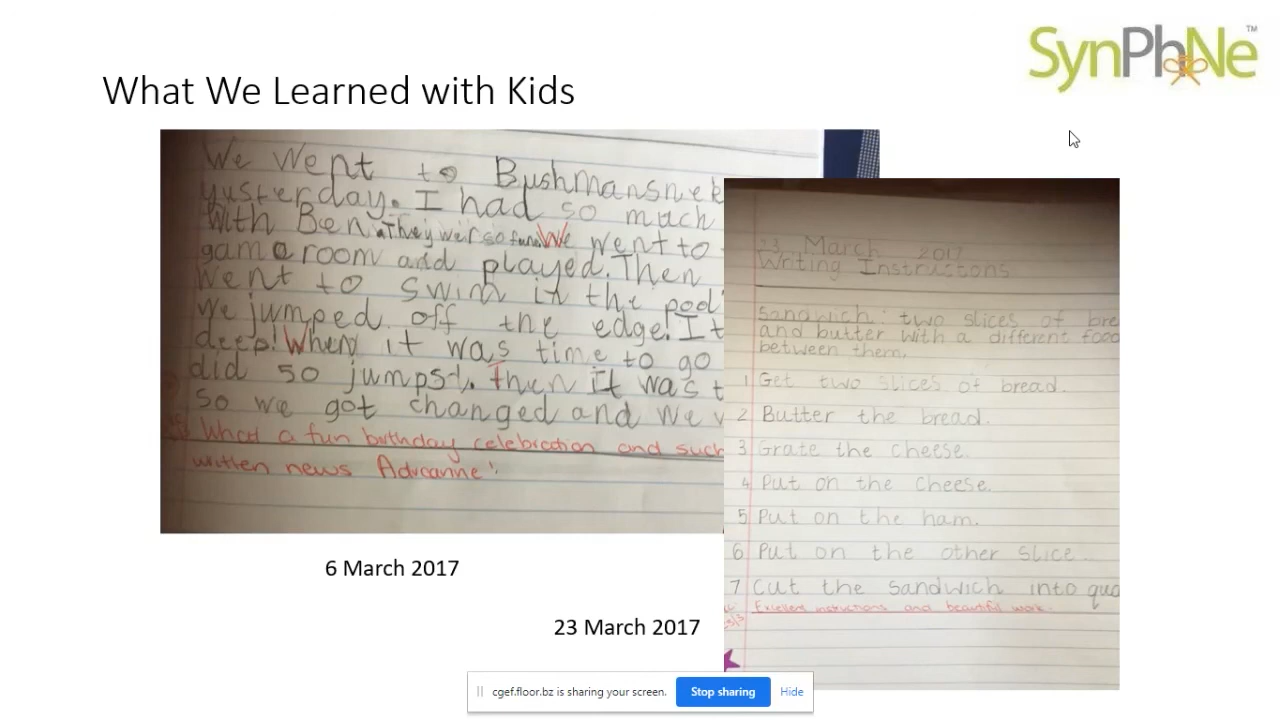 What We Learned with Kids
SynPhNe™
We went to Bushmansnek
yusterday. I had so much
With Ben. They wer so fun. We went to
gameroom and played. Then
went to swim in the pool
we jumped off the edge! I t
deep! When it was time to go
did 50 jumps!. then it was t
so we got changed and we w
What a fun birthday celebration and such
written news
6 March 2017
23 March 2017
23 March 2017
Writing Instructons
Sandwich: two slices of bre
and butter with a different food
between them.
1 Get two slices of bread.
2 Butter the bread.
3 Grate the cheese.
4 Put on the cheese.
5 Put on the ham.
6 Put on the other slice
7 Cut the sandwich into qua
Excellent instructions and beautiful work.
cgef.floor.bz is sharing your screen.
Stop sharing
Hide